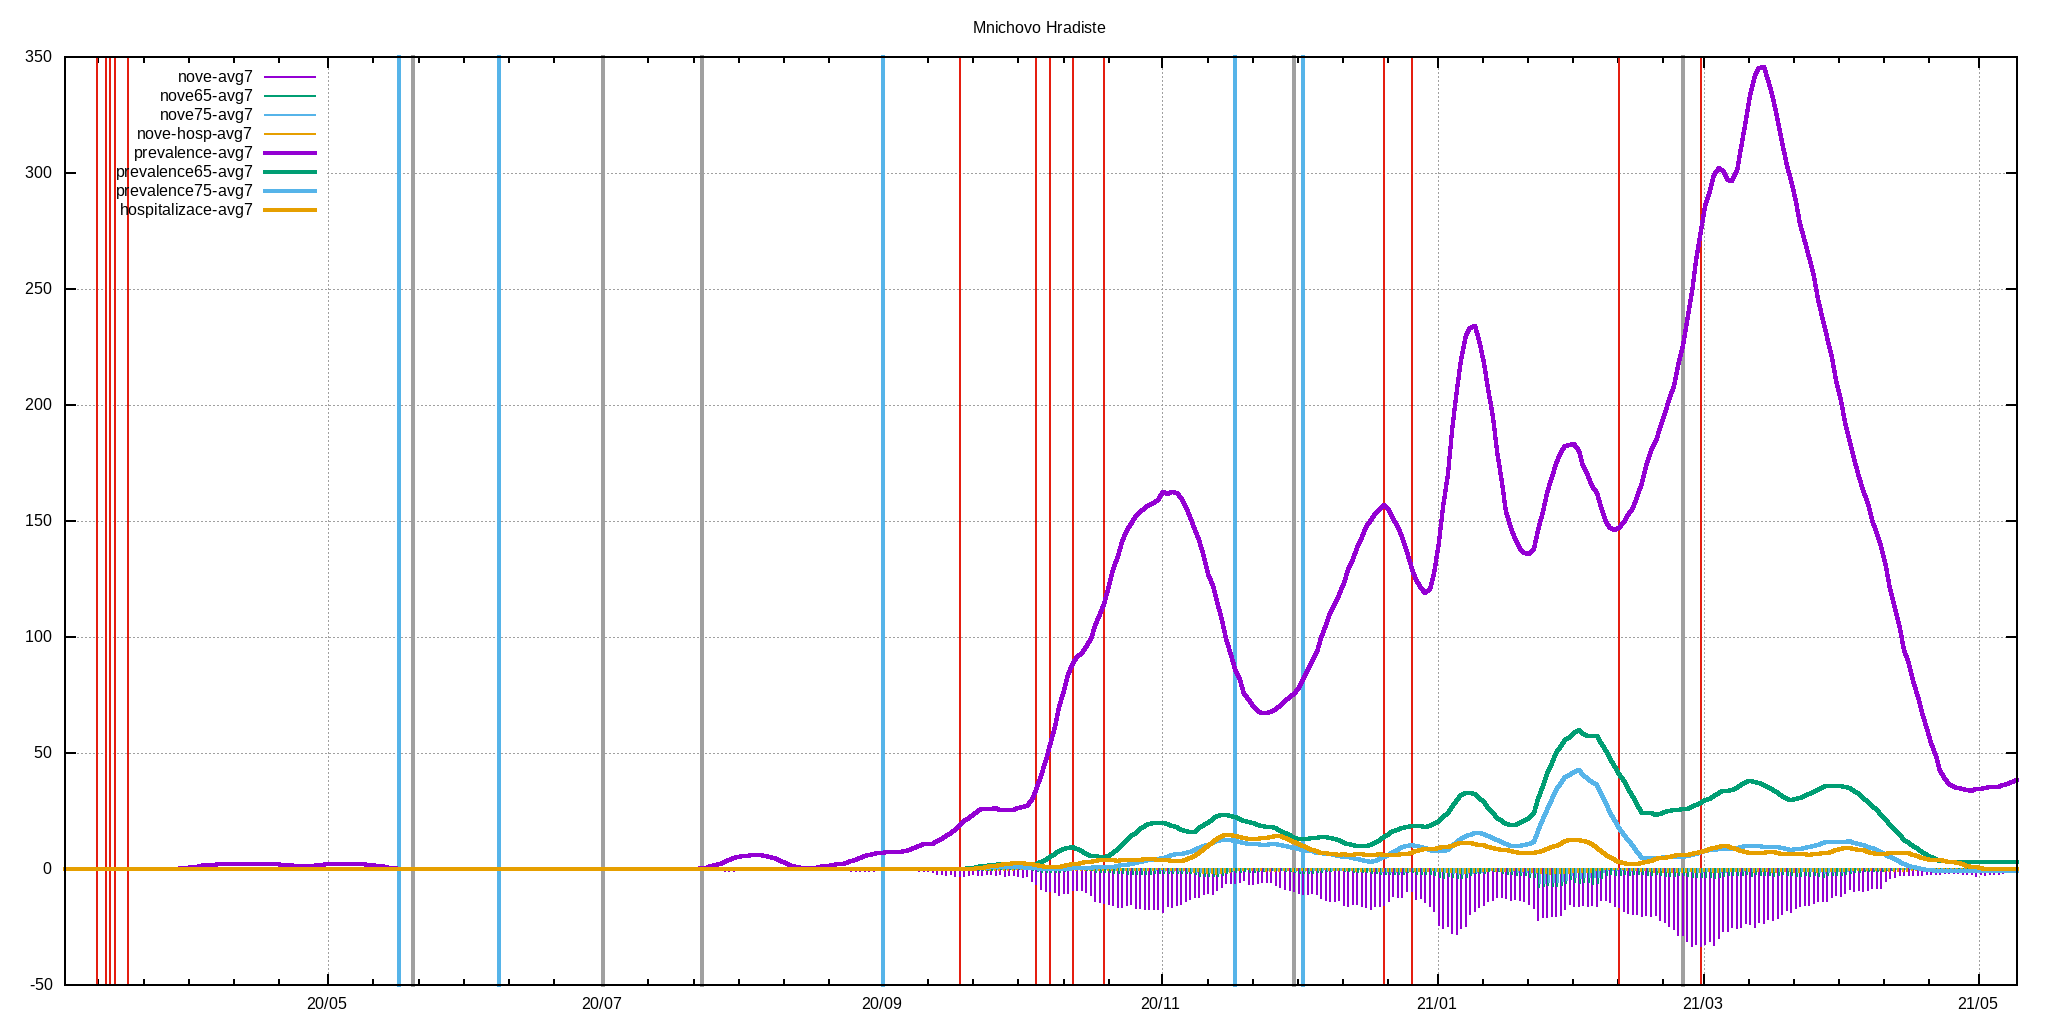 Mnichovo Hradiste
350
300
250
200
150
100
50
0
-50
nove-avg7
nove65-avg7
nove75-avg7
nove-hosp-avg7
prevalence-avg7
prevalence65-avg7
prevalence75-avg7
hospitalizace-avg7
20/05
20/07
20/09
20/11
21/01
21/03
21/05